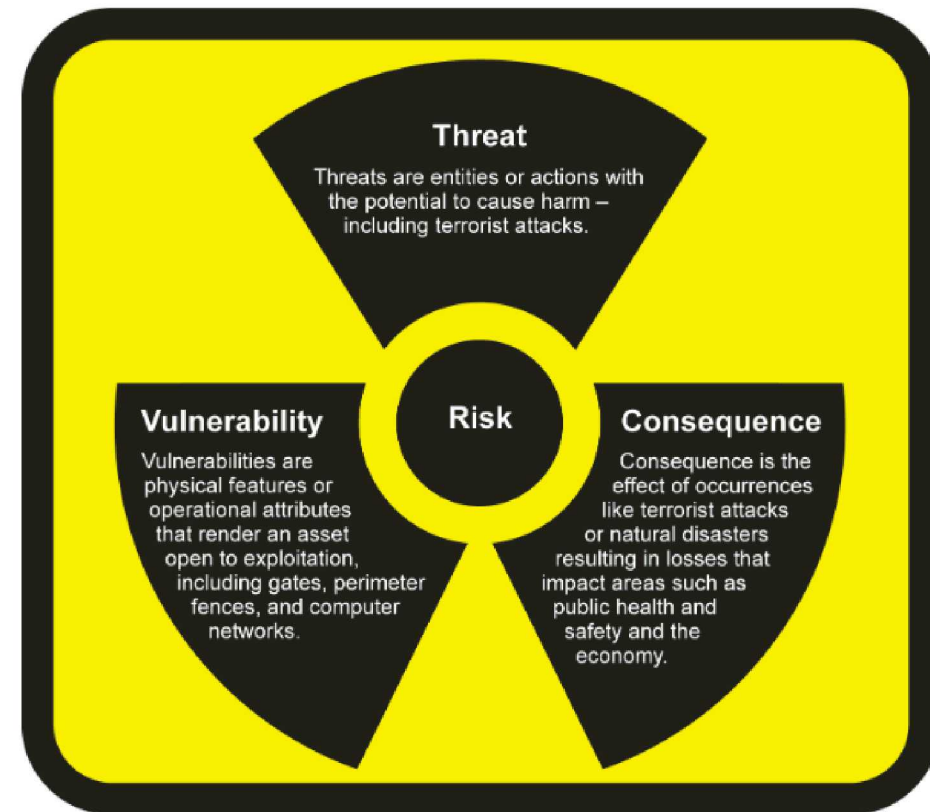 Threat
Threats are entities or actions with
the potential to cause harm –
including terrorist attacks.
Risk
Vulnerability
Vulnerabilities are
physical features or
operational attributes
that render an asset
open to exploitation,
including gates, perimeter
fences, and computer
networks.
Consequence
Consequence is the
effect of occurrences
like terrorist attacks
or natural disasters
resulting in losses that
impact areas such as
public health and
safety and the
economy.